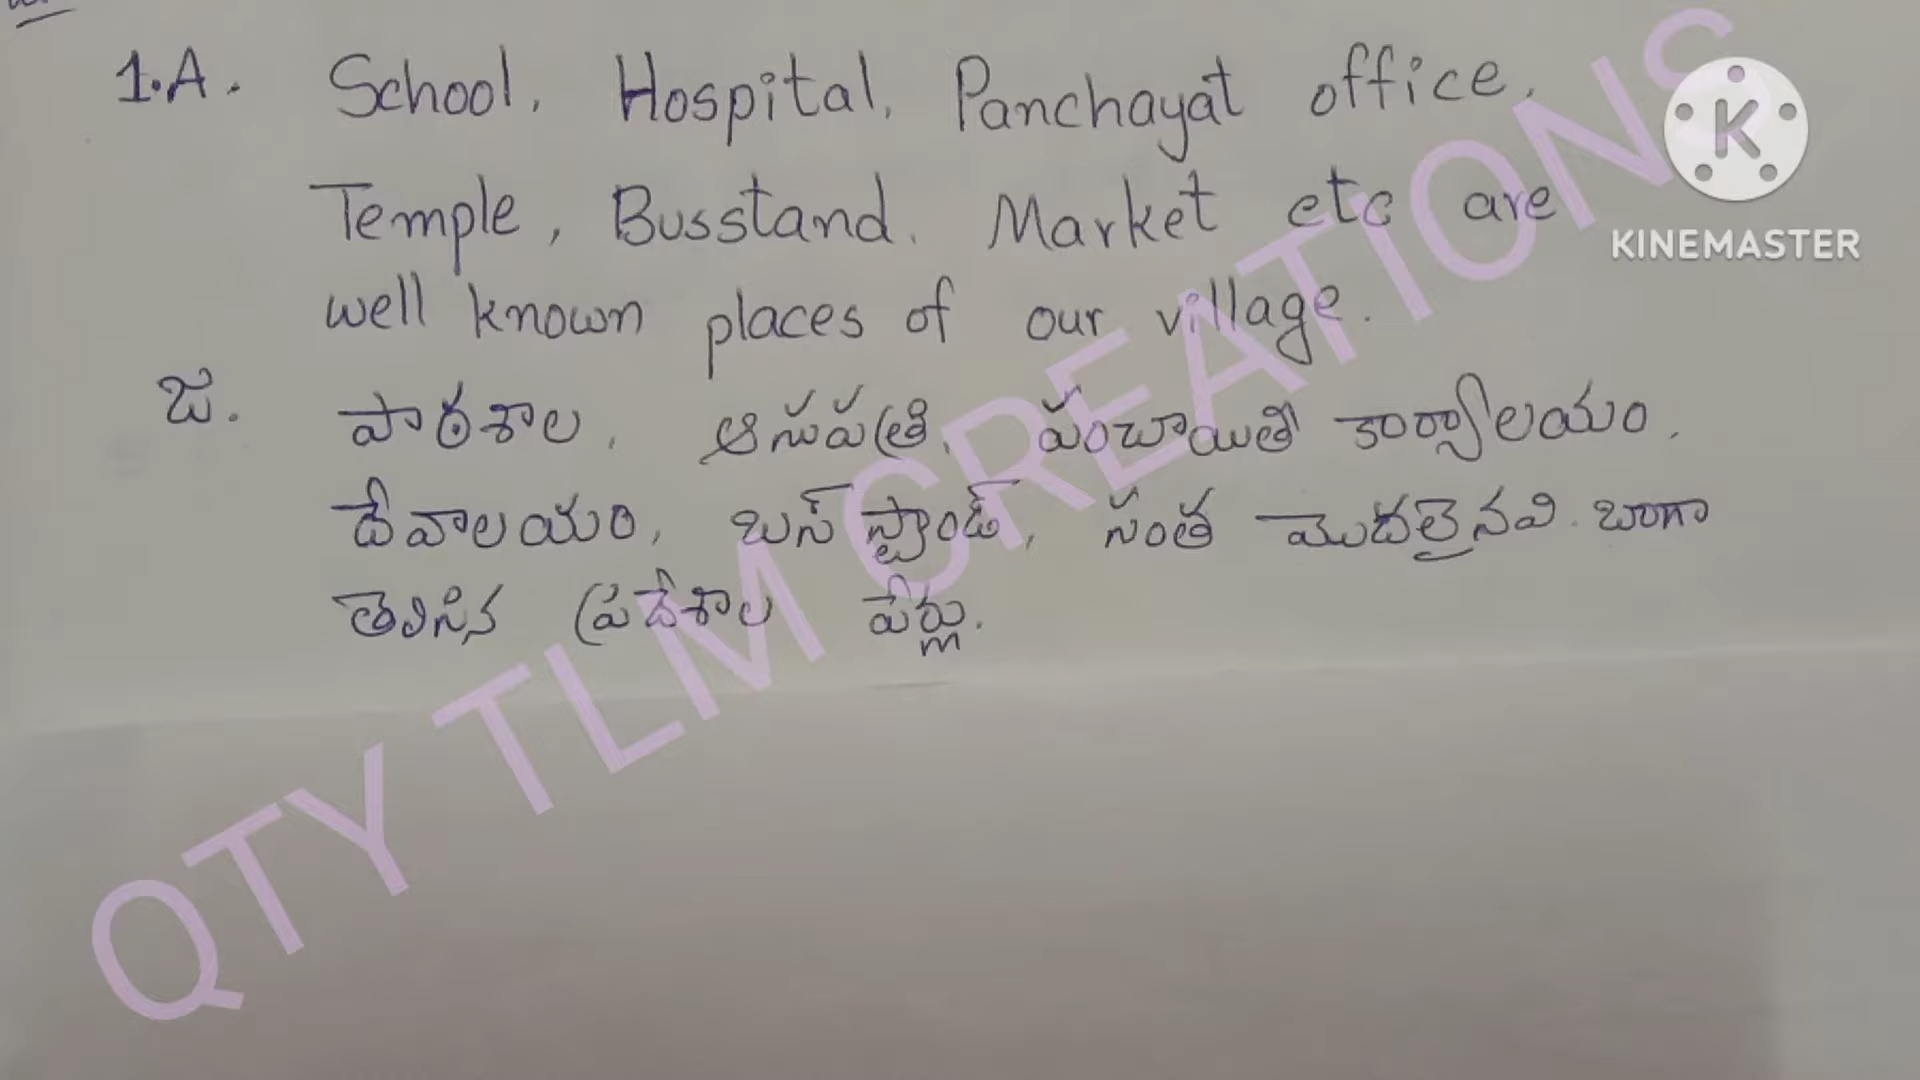 1.A. School, Hospital, Panchayat office,
Temple, Busstand, Market etc are
well known places of our village.
జ. పాఠశాల, ఆసుపత్రి, పంచాయితీ కార్యాలయం,
దేవాలయం, బస్ స్టాండ్, సంత మొదలైనవి బాగా
తెలిసిన ప్రదేశాల పేర్లు.
K
KINEMASTER
QTY TLM CREATIONS